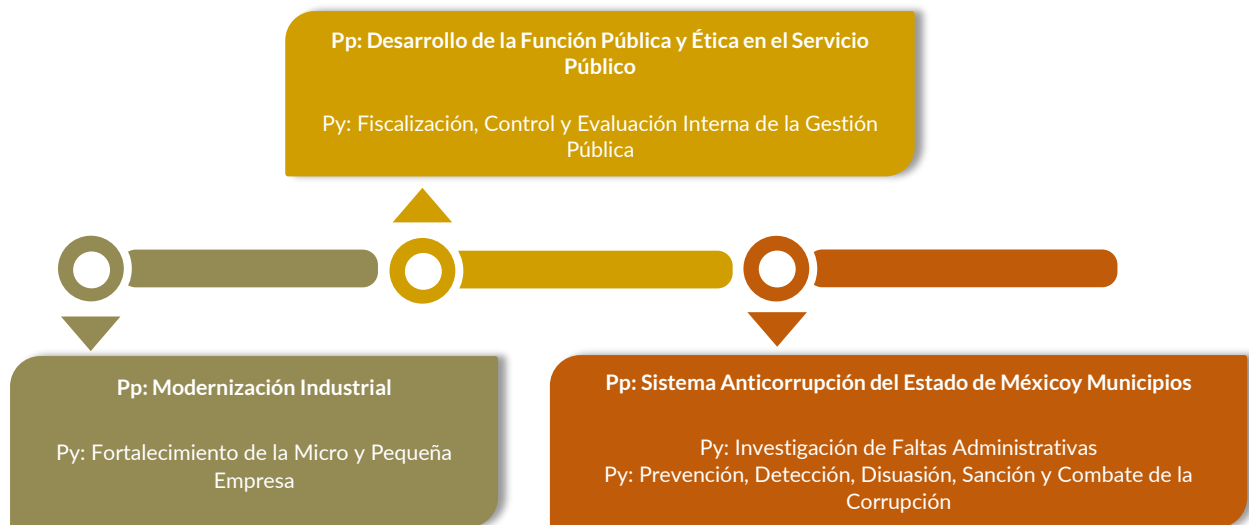 Pp: Desarrollo de la Función Pública y Ética en el Servicio
Público
Py: Fiscalización, Control y Evaluación Interna de la Gestión
Pública
Pp: Modernización Industrial
Py: Fortalecimiento de la Micro y Pequeña
Empresa
Pp: Sistema Anticorrupción del Estado de Méxicoy Municipios
Py: Investigación de Faltas Administrativas
Py: Prevención, Detección, Disuasión, Sanción y Combate de la
Corrupción